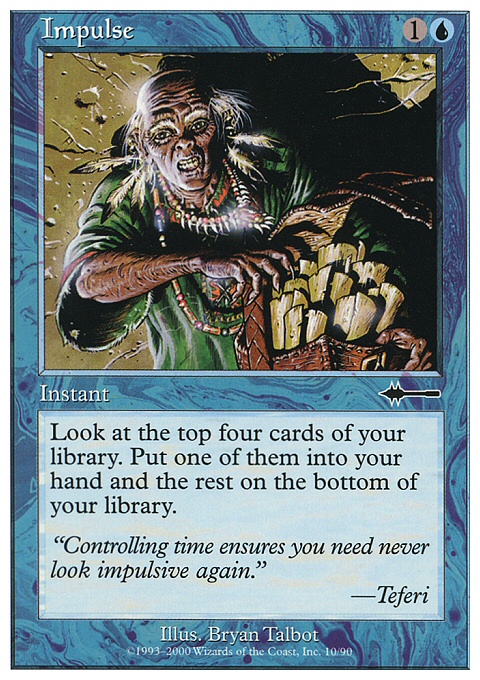 Impulse 1
Instant
Look at the top four cards of your
library. Put one of them into your
hand and the rest on the bottom of
your library.
“Controlling time ensures you need never
look impulsive again.”
—Teferi
Illus. Bryan Talbot
©1993–2000 Wizards of the Coast, Inc. 10/90